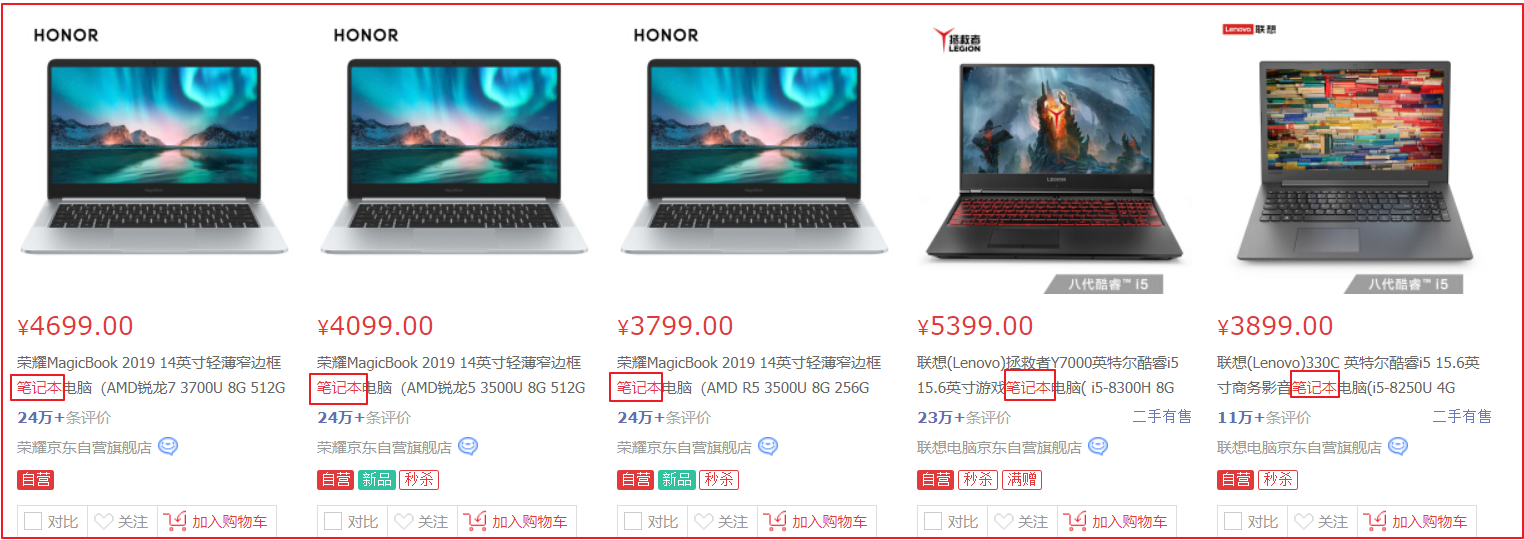 HONOR
¥4699.00
荣耀MagicBook 2019 14英寸轻薄窄边框
笔记本电脑（AMD锐龙7 3700U 8G 512G
24万+条评价
荣耀京东自营旗舰店
自营
对比 关注 加入购物车
HONOR
¥4099.00
荣耀MagicBook 2019 14英寸轻薄窄边框
笔记本电脑（AMD锐龙5 3500U 8G 512G
24万+条评价
荣耀京东自营旗舰店
自营 新品 秒杀
对比 关注 加入购物车
HONOR
¥3799.00
荣耀MagicBook 2019 14英寸轻薄窄边框
笔记本电脑（AMD R5 3500U 8G 256G
24万+条评价
荣耀京东自营旗舰店
自营 新品 秒杀
对比 关注 加入购物车
拯救者
LEGION
LEGION
八代酷睿™ i5
¥5399.00
联想(Lenovo)拯救者Y7000英特尔酷睿i5
15.6英寸游戏笔记本电脑( i5-8300H 8G
23万+条评价 二手有售
联想电脑京东自营旗舰店
自营 秒杀 满赠
对比 关注 加入购物车
Lenovo 联想
八代酷睿™ i5
¥3899.00
联想(Lenovo)330C 英特尔酷睿i5 15.6英
寸商务影音笔记本电脑(i5-8250U 4G
11万+条评价 二手有售
联想电脑京东自营旗舰店
自营 秒杀
对比 关注 加入购物车